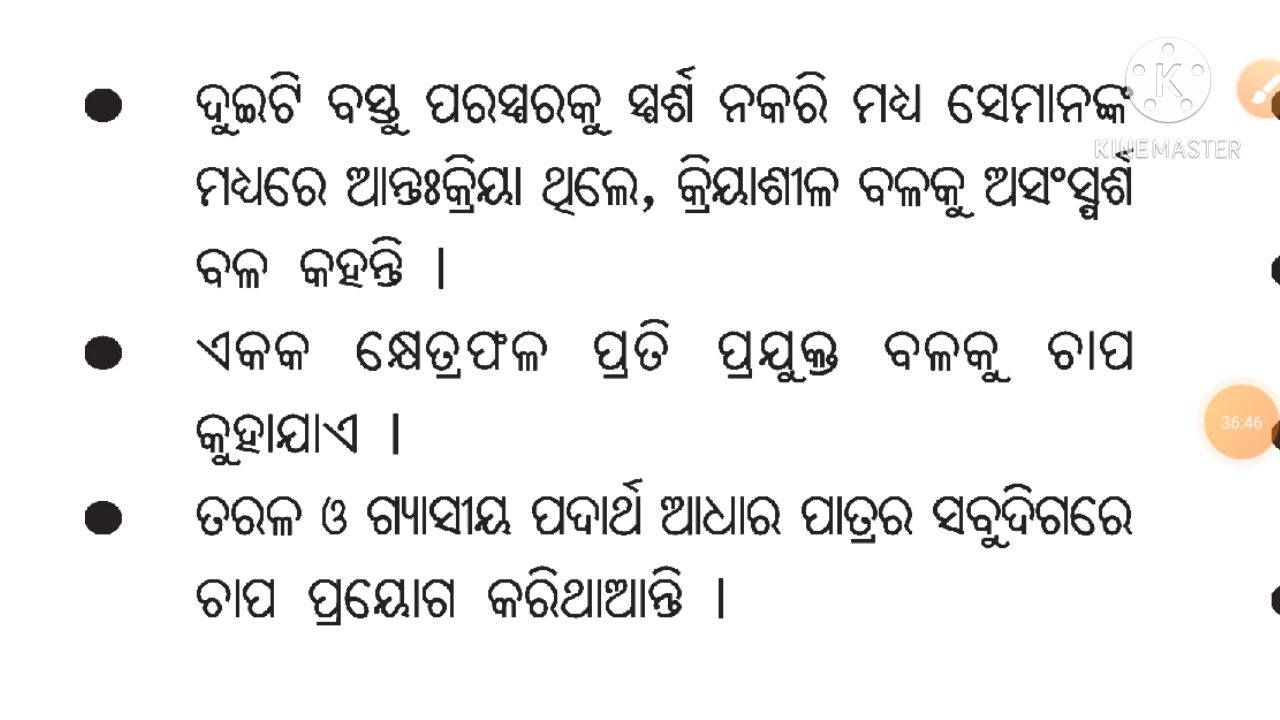 ● ଦୁଇଟି ବସ୍ତୁ ପରସ୍ପରକୁ ସ୍ପର୍ଶ ନକରି ମଧ୍ୟ ସେମାନଙ୍କ
ମଧ୍ୟରେ ଆନ୍ତଃକ୍ରିୟା ଥିଲେ, କ୍ରିୟାଶୀଳ ବଳକୁ ଅସଂସ୍ପର୍ଶ
ବଳ କହନ୍ତି ।
● ଏକକ କ୍ଷେତ୍ରଫଳ ପ୍ରତି ପ୍ରଯୁକ୍ତ ବଳକୁ ଚାପ
କୁହାଯାଏ ।
● ତରଳ ଓ ଗ୍ୟାସୀୟ ପଦାର୍ଥ ଆଧାର ପାତ୍ରର ସବୁଦିଗରେ
ଚାପ ପ୍ରୟୋଗ କରିଥାଆନ୍ତି ।
K
KINEMASTER
36:46